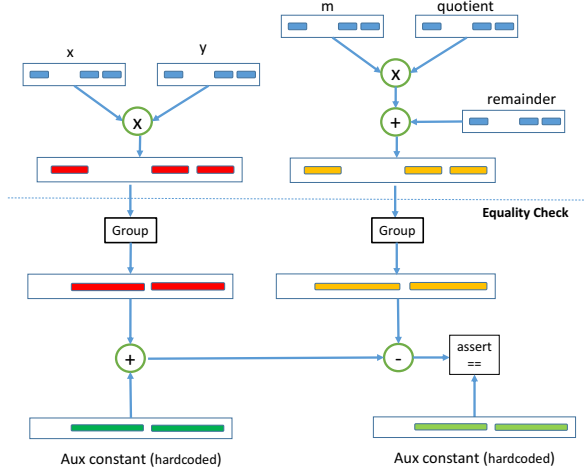 m
quotient
x
y
x
x
remainder
+
Equality Check
Group
Group
+
-
assert
==
Aux constant (hardcoded)
Aux constant (hardcoded)